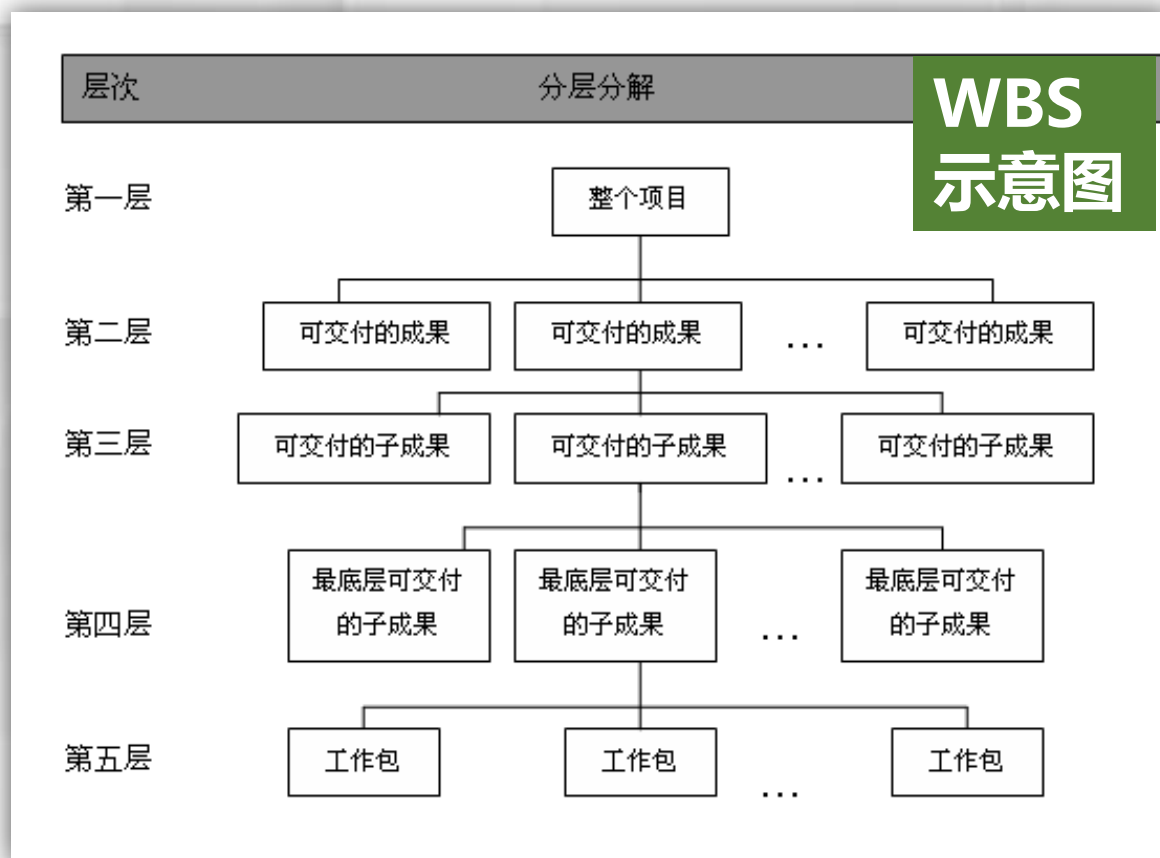 层次 分层分解
WBS
示意图
第一层 整个项目
第二层 可交付的成果 可交付的成果 ... 可交付的成果
第三层 可交付的子成果 可交付的子成果 ... 可交付的子成果
最底层可交付 最底层可交付 最底层可交付
第四层 的子成果 的子成果 ... 的子成果
第五层 工作包 工作包 ... 工作包